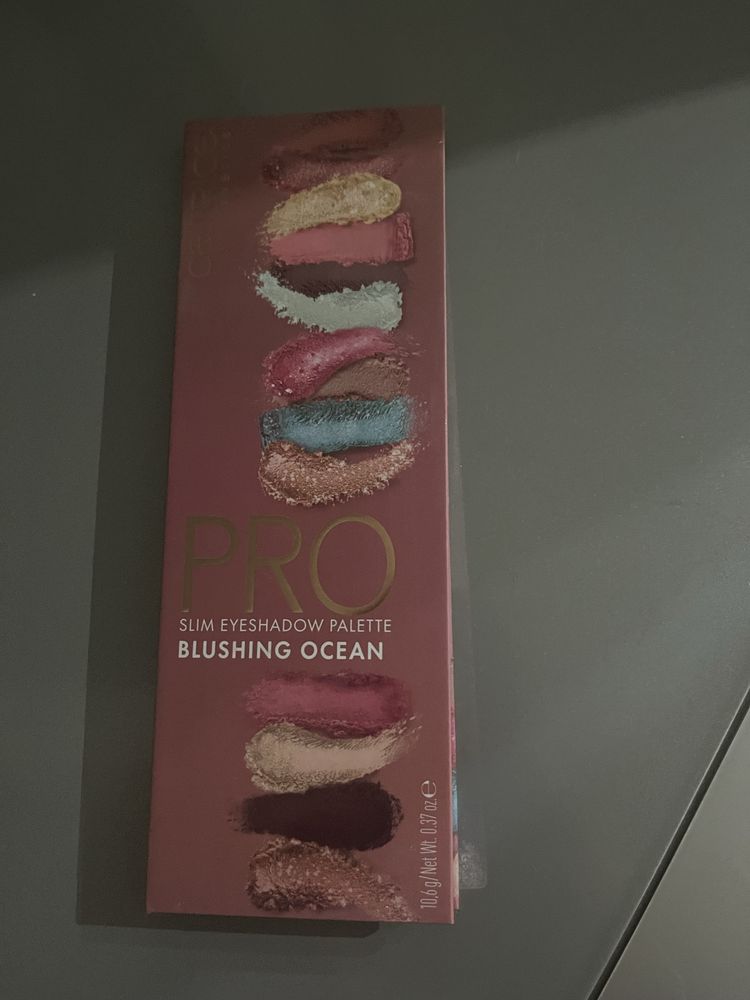 PRO
SLIM EYESHADOW PALETTE
BLUSHING OCEAN
10,6 g/Net Wt. 0.37 oz. e